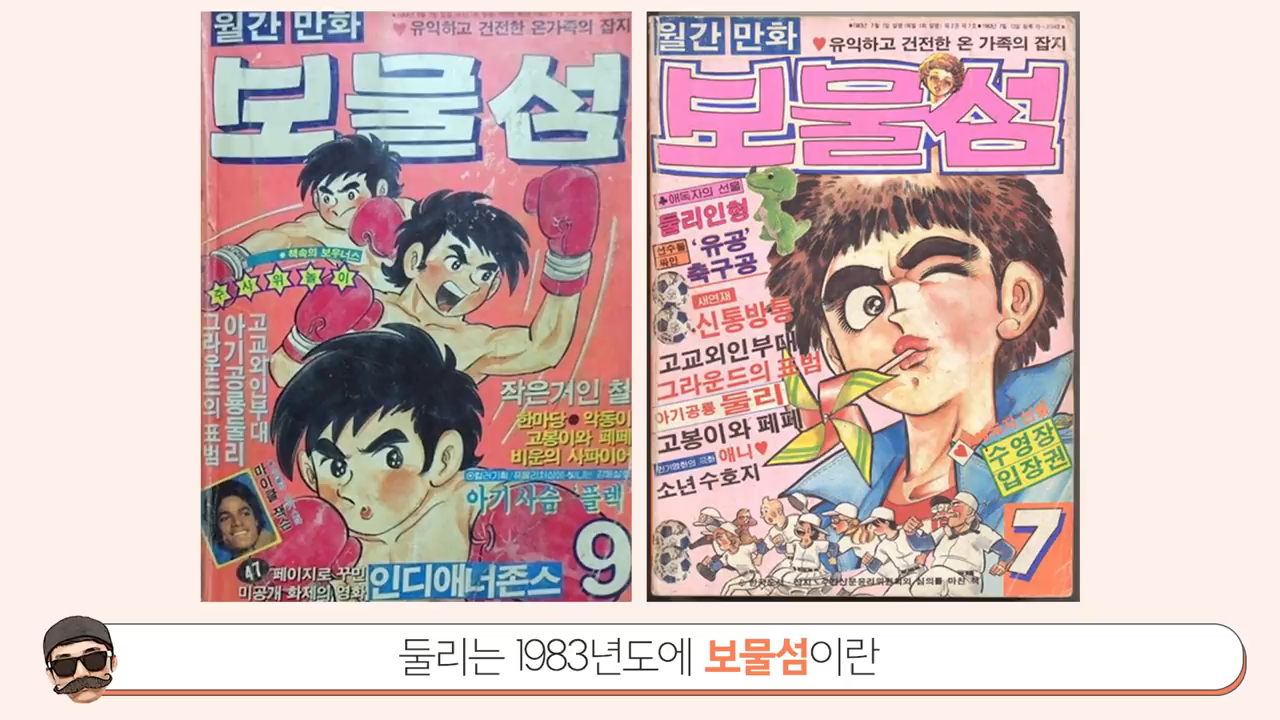 월간 만화
♥유익하고 건전한 온가족의 잡지
보물섬
●책속의 보우너스
주사위놀이
고교외인부대
아기공룡둘리
그라운드의 표범
작은거인 철
한마당●악동이
고봉이와 페페
비운의 사파이어
아기사슴 플렉
마이클 잭슨
47페이지로 꾸민
미공개 화제의 영화
인디애너존스
9
월간 만화
♥유익하고 건전한 온 가족의 잡지
보물섬
♣애독자의 선물
둘리인형
선수들 싸인
'유공'
축구공
새연재
신통방통
고교외인부대
그라운드의 표범
아기공룡 둘리
고봉이와 페페
애니♥
소년 수호지
수영장
입장권
7
둘리는 1983년도에 보물섬이란